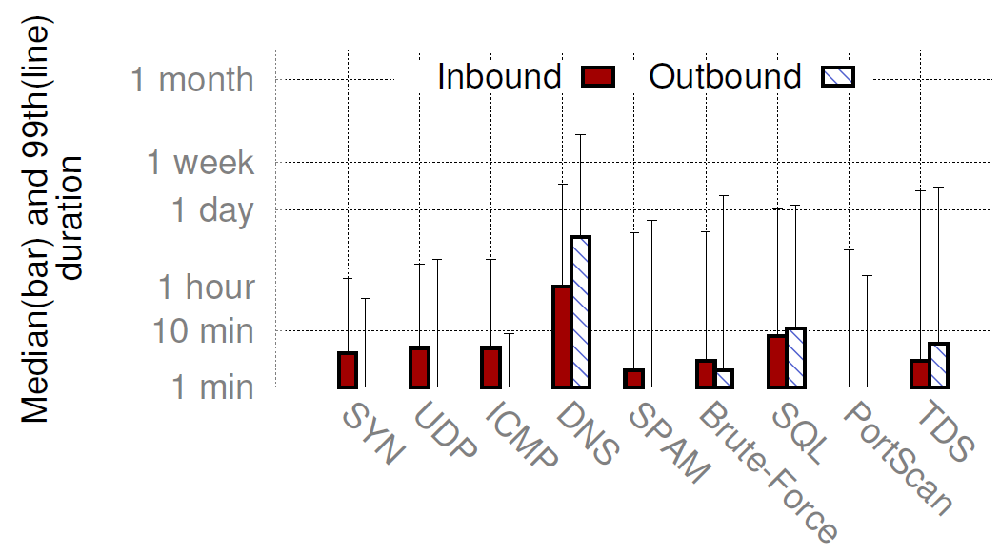 Median(bar) and 99th(line)
duration
1 month
1 week
1 day
1 hour
10 min
1 min
Inbound
Outbound
SYN
UDP
ICMP
DNS
SPAM
Brute-Force
SQL
PortScan
TDS